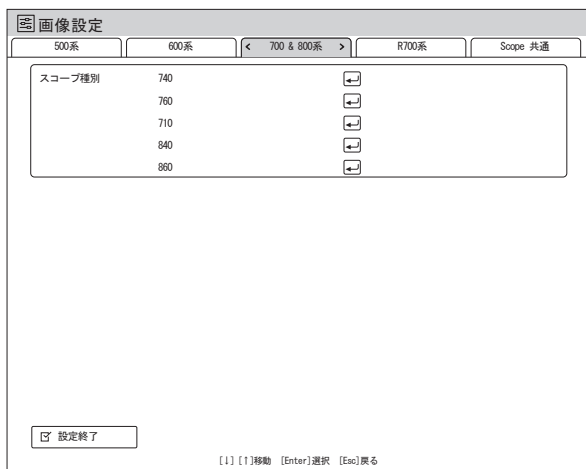 画像設定
500系 600系 < 700 & 800系 > R700系 Scope 共通
スコープ種別 740
760
710
840
860
設定終了
[↓][↑]移動 [Enter]選択 [Esc]戻る